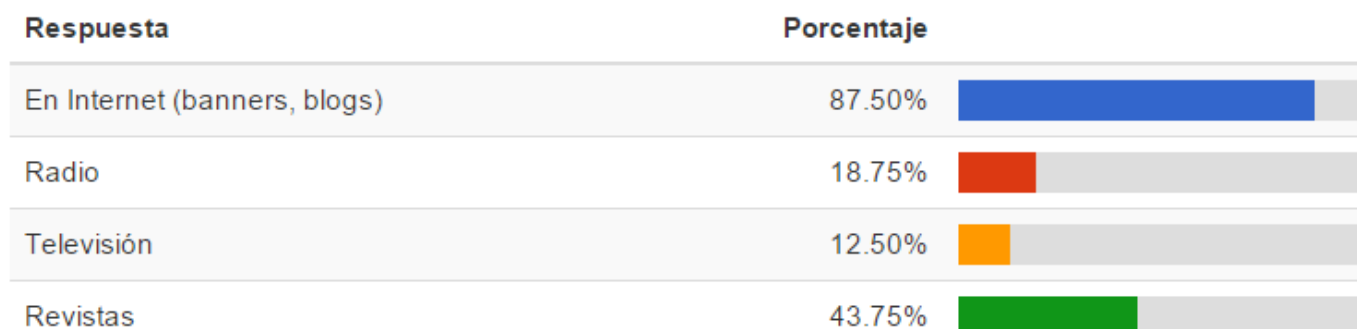 Respuesta Porcentaje
En Internet (banners, blogs) 87.50%
Radio 18.75%
Televisión 12.50%
Revistas 43.75%